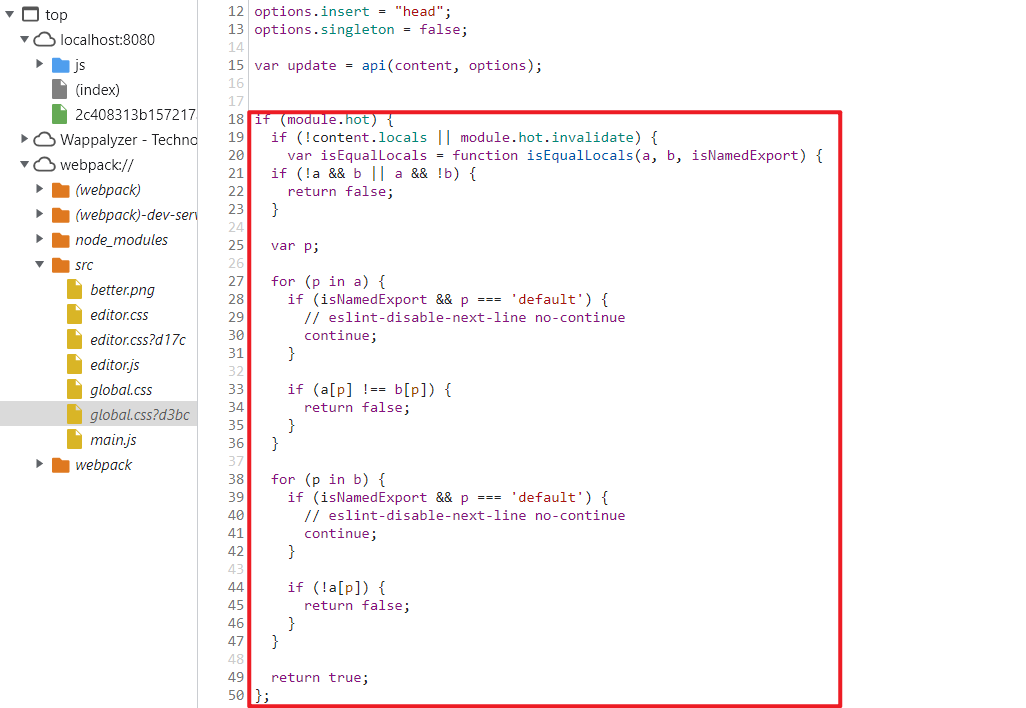 top
localhost:8080
js
(index)
2c408313b157217
Wappalyzer - Techno
webpack://
(webpack)
(webpack)-dev-serv
node_modules
src
better.png
editor.css
editor.css?d17c
editor.js
global.css
global.css?d3bc
main.js
webpack
12 options.insert = "head";
13 options.singleton = false;
14
15 var update = api(content, options);
16
17
18 if (module.hot) {
19   if (!content.locals || module.hot.invalidate) {
20     var isEqualLocals = function isEqualLocals(a, b, isNamedExport) {
21   if (!a && b || a && !b) {
22     return false;
23   }
24
25   var p;
26
27   for (p in a) {
28     if (isNamedExport && p === 'default') {
29       // eslint-disable-next-line no-continue
30       continue;
31     }
32
33     if (a[p] !== b[p]) {
34       return false;
35     }
36   }
37
38   for (p in b) {
39     if (isNamedExport && p === 'default') {
40       // eslint-disable-next-line no-continue
41       continue;
42     }
43
44     if (!a[p]) {
45       return false;
46     }
47   }
48
49   return true;
50 };